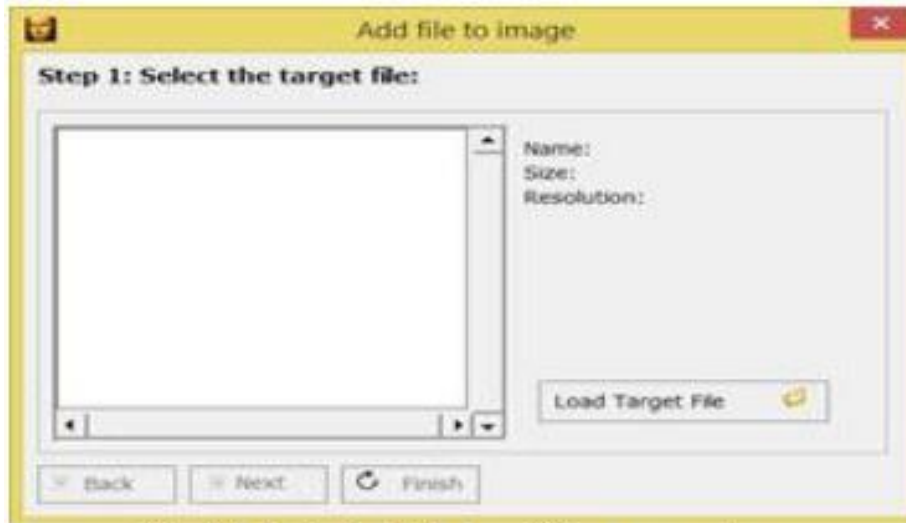 Add file to image
Step 1: Select the target file:
Name:
Size:
Resolution:
Load Target File
Back
Next
Finish